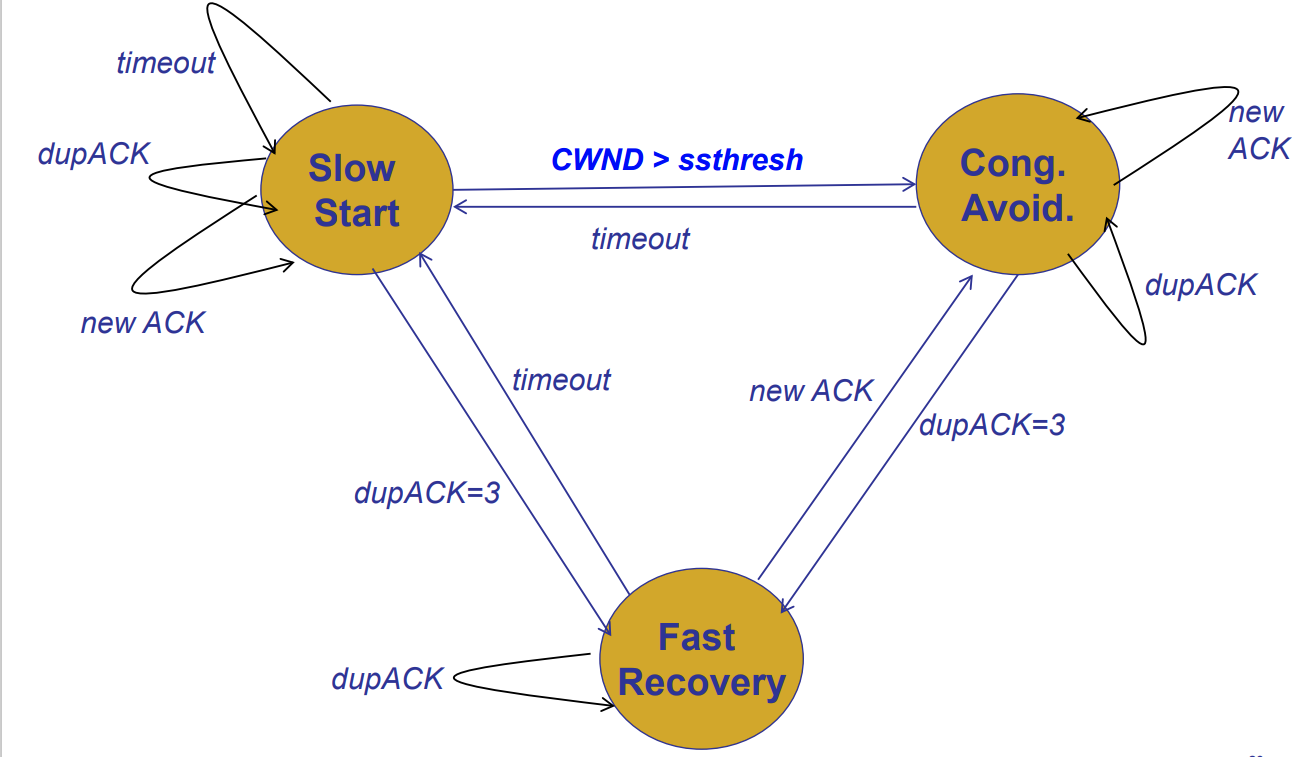 timeout
dupACK
Slow
Start
new ACK
CWND > ssthresh
timeout
Cong.
Avoid.
new
ACK
dupACK
timeout
dupACK=3
new ACK
dupACK=3
Fast
Recovery
dupACK